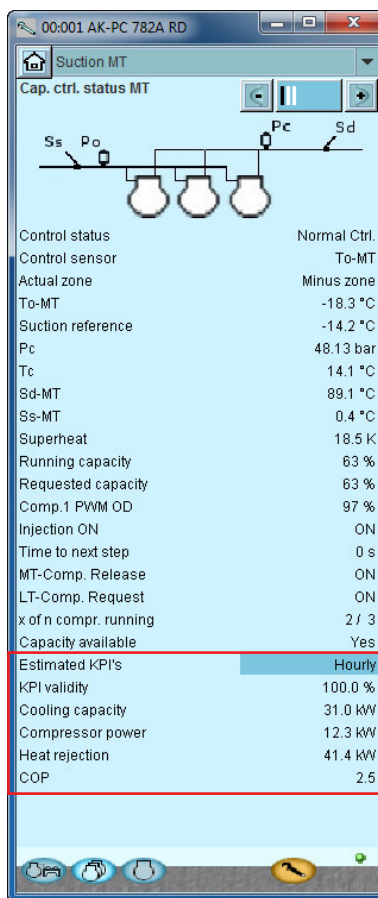 00:001 AK-PC 782A RD
Suction MT
Cap. ctrl. status MT
Pc Sd
Ss Po
Control status Normal Ctrl.
Control sensor To-MT
Actual zone Minus zone
To-MT -18.3 °C
Suction reference -14.2 °C
Pc 48.13 bar
Tc 14.1 °C
Sd-MT 89.1 °C
Ss-MT 0.4 °C
Superheat 18.5 K
Running capacity 63 %
Requested capacity 63 %
Comp.1 PWM OD 97 %
Injection ON ON
Time to next step 0 s
MT-Comp. Release ON
LT-Comp. Request ON
x of n compr. running 2 / 3
Capacity available Yes
Estimated KPI's Hourly
KPI validity 100.0 %
Cooling capacity 31.0 kW
Compressor power 12.3 kW
Heat rejection 41.4 kW
COP 2.5